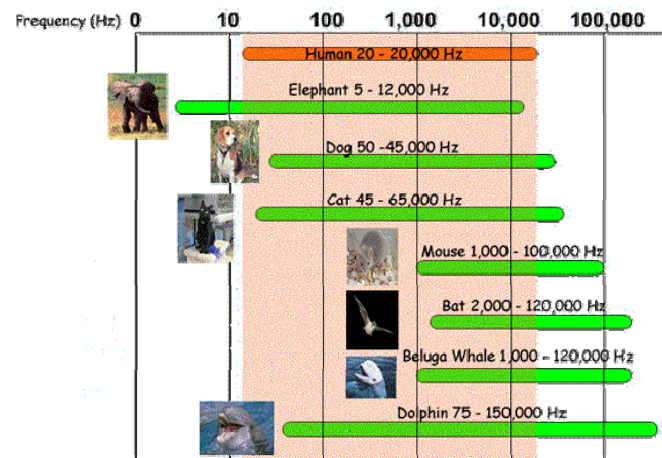 Frequency (Hz) 0 10 100 1,000 10,000 100,000
Human 20 - 20,000 Hz
Elephant 5 - 12,000 Hz
Dog 50 -45,000 Hz
Cat 45 - 65,000 Hz
Mouse 1,000 - 100,000 Hz
Bat 2,000 - 120,000 Hz
Beluga Whale 1,000 - 120,000 Hz
Dolphin 75 - 150,000 Hz